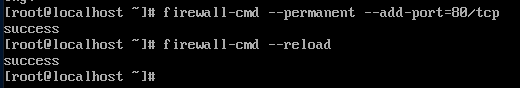 [root@localhost ~]# firewall-cmd --permanent --add-port=80/tcp
success
[root@localhost ~]# firewall-cmd --reload
success
[root@localhost ~]#